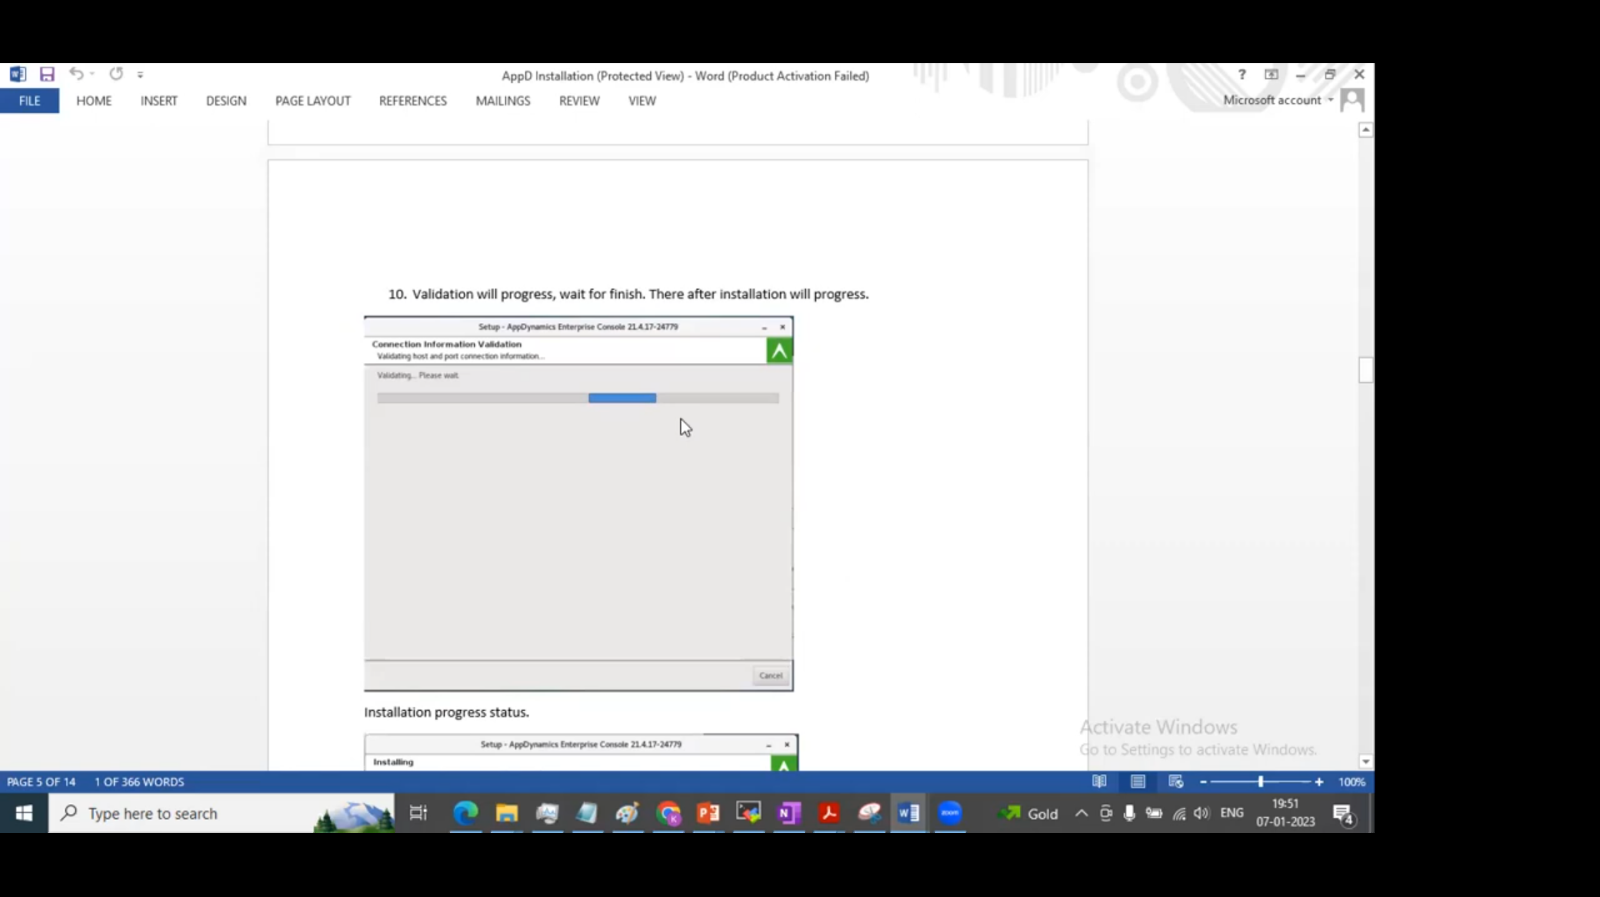 AppD Installation (Protected View) - Word (Product Activation Failed)
?
FILE HOME INSERT DESIGN PAGE LAYOUT REFERENCES MAILINGS REVIEW VIEW
Microsoft account
10. Validation will progress, wait for finish. There after installation will progress.
Setup - AppDynamics Enterprise Console 21.4.17-24779
Connection Information Validation
Validating host and port connection information...
Validating... Please wait.
Cancel
Installation progress status.
Setup - AppDynamics Enterprise Console 21.4.17-24779
Installing
Activate Windows
Go to Settings to activate Windows.
PAGE 5 OF 14 1 OF 366 WORDS
100%
Type here to search
zoom
Gold
ENG
19:51
07-01-2023
4